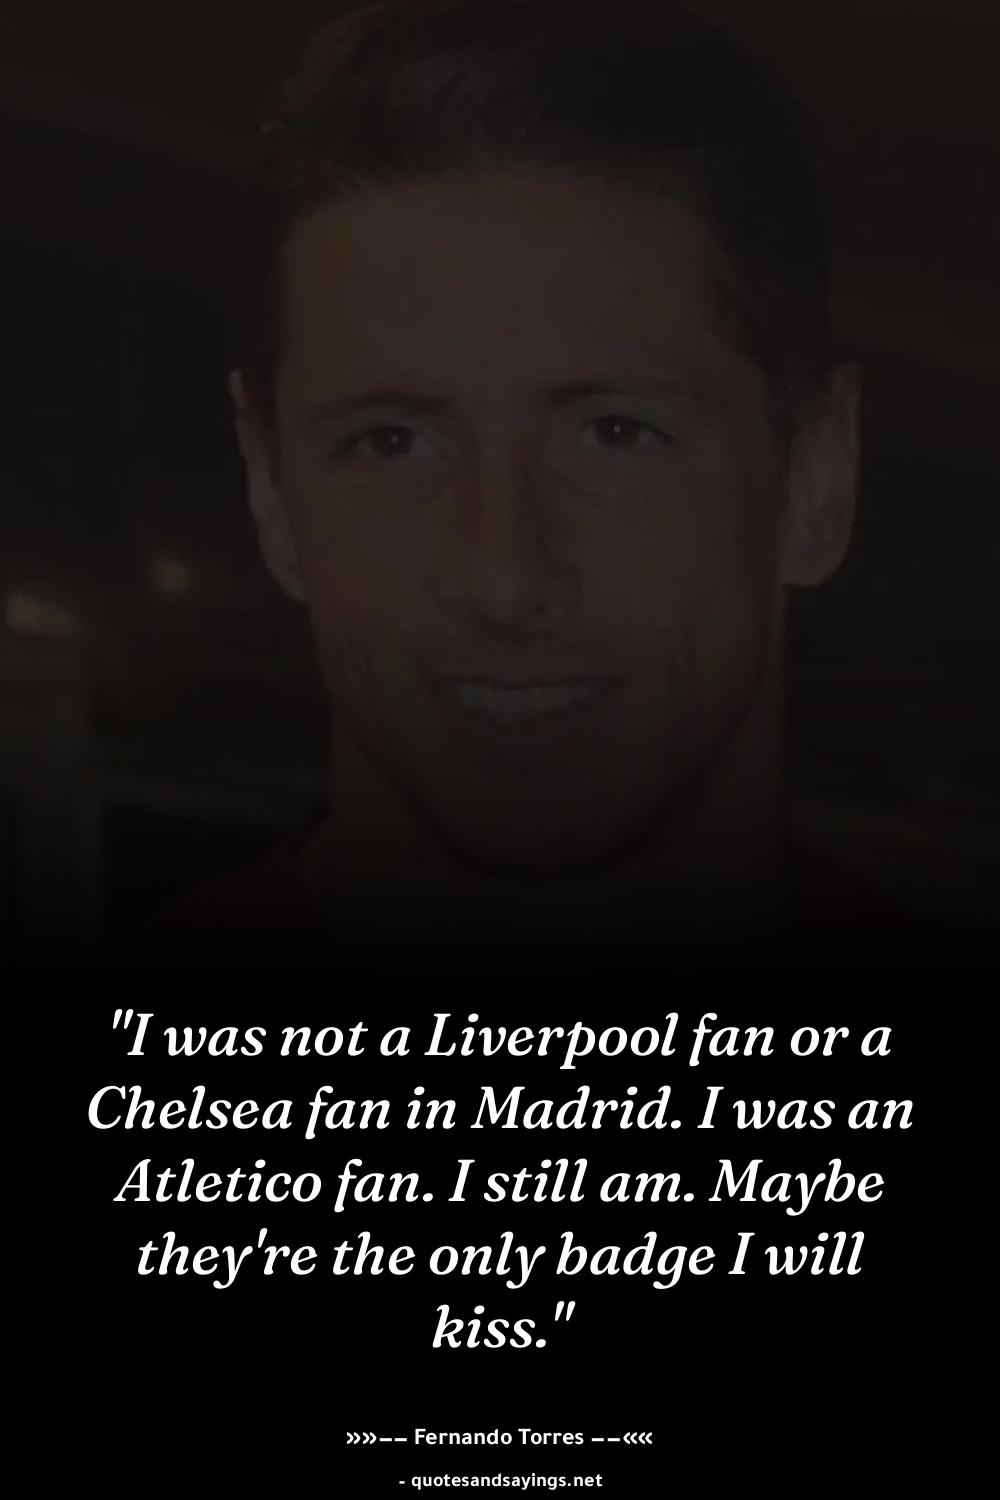 "I was not a Liverpool fan or a
Chelsea fan in Madrid. I was an
Atletico fan. I still am. Maybe
they're the only badge I will
kiss."
»»−− Fernando Torres −−««
- quotesandsayings.net